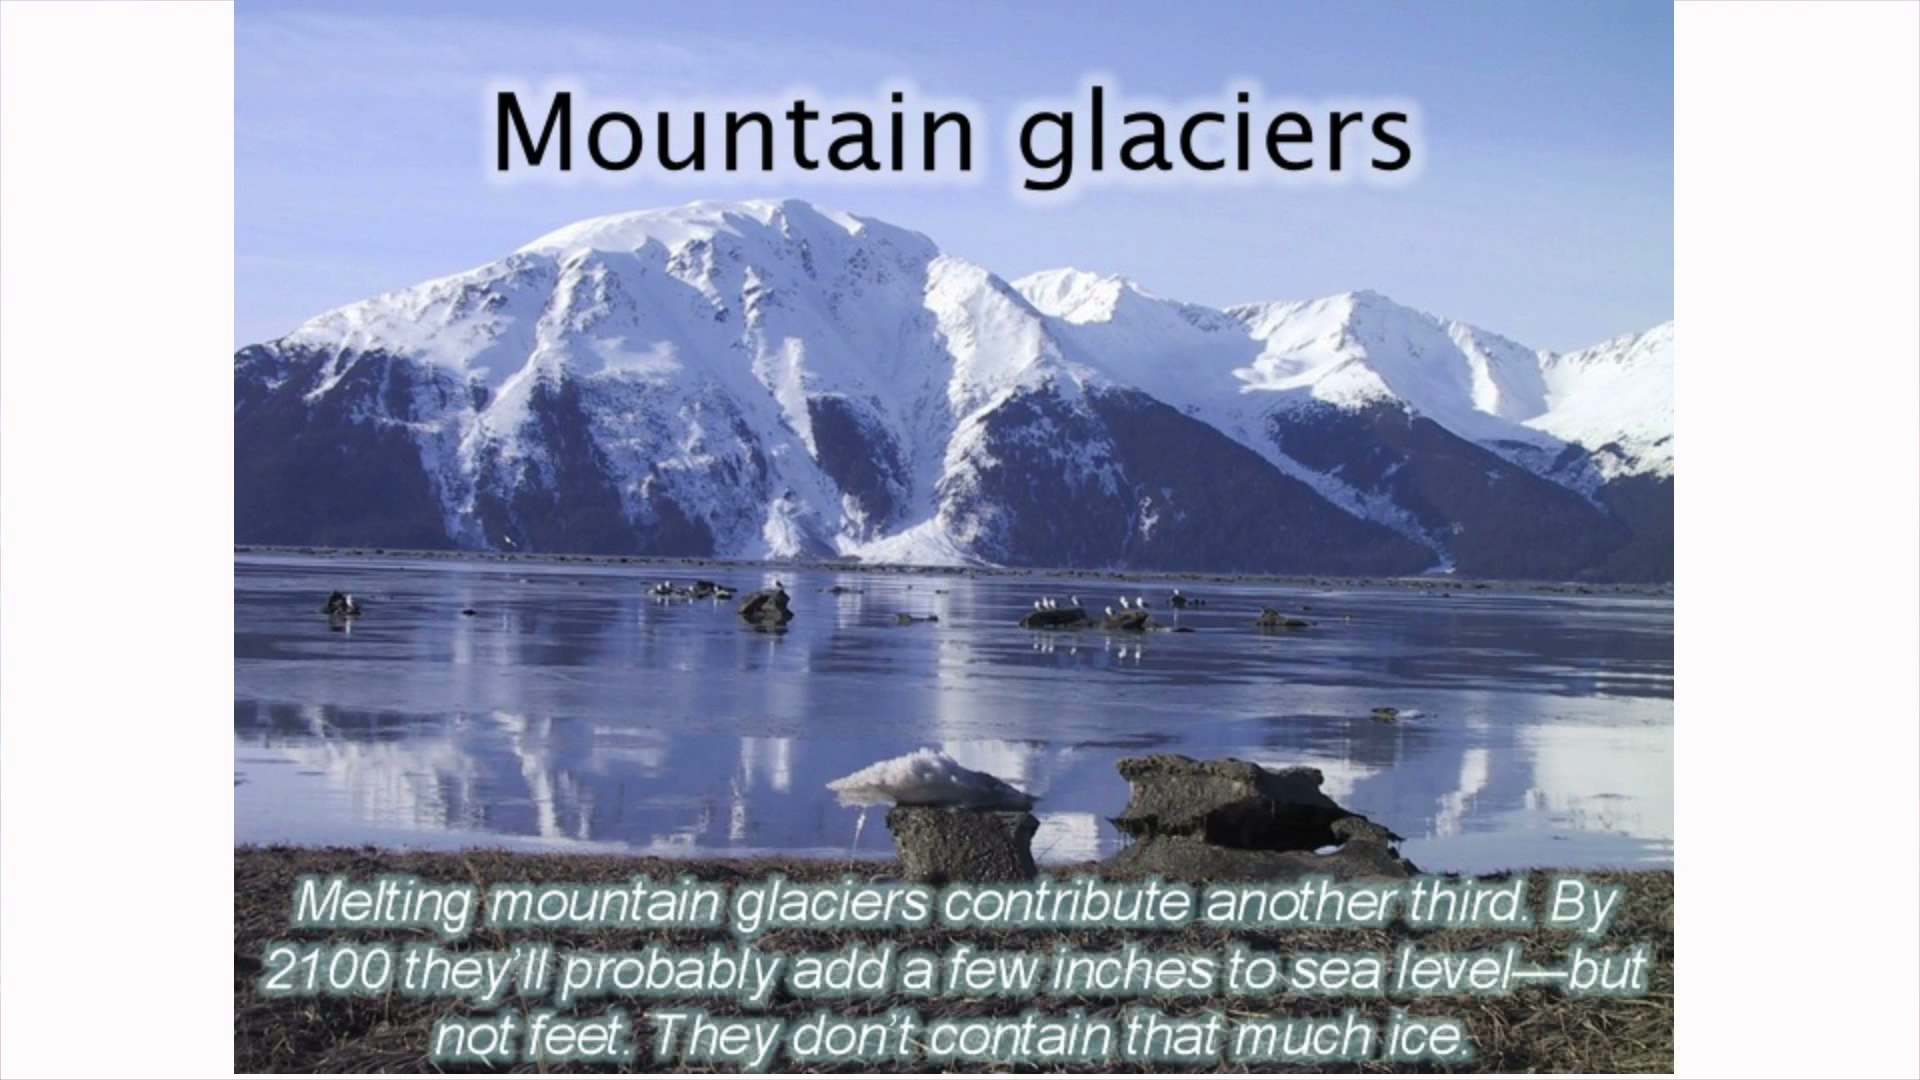 Mountain glaciers
Melting mountain glaciers contribute another third. By
2100 they’ll probably add a few inches to sea level—but
not feet. They don’t contain that much ice.